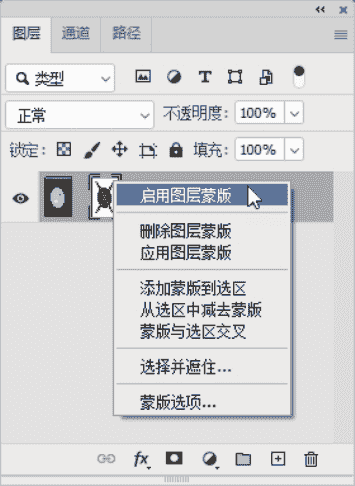 图层 通道 路径
类型
正常 不透明度: 100%
锁定: 填充: 100%
启用图层蒙版
删除图层蒙版
应用图层蒙版
添加蒙版到选区
从选区中减去蒙版
蒙版与选区交叉
选择并遮住...
蒙版选项...
fx